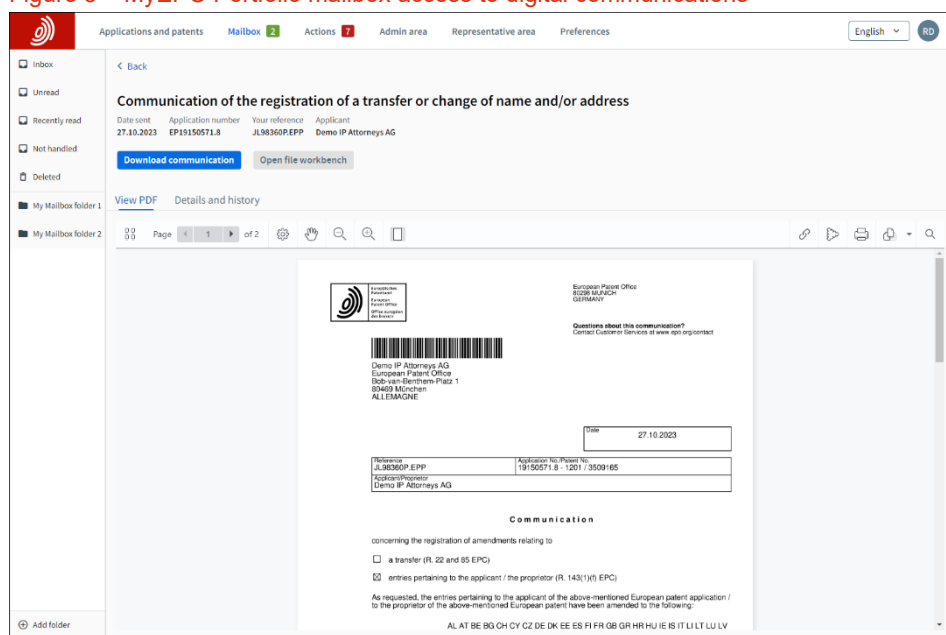 Figure 9 – MyEPO Portfolio mailbox access to digital communications
Applications and patents Mailbox 2 Actions 7 Admin area Representative area Preferences English RD
Inbox
Unread
Recently read
Not handled
Deleted
My Mailbox folder 1
My Mailbox folder 2
Add folder
Back
Communication of the registration of a transfer or change of name and/or address
Date sent Application number Your reference Applicant
27.10.2023 EP19150571.8 JL98360P.EPP Demo IP Attorneys AG
Download communication Open file workbench
View PDF Details and history
Page 1 of 2
Europäisches
Patentamt
European
Patent Office
Office européen
des brevets
European Patent Office
80298 MUNICH
GERMANY
Questions about this communication?
Contact Customer Services at www.epo.org/contact
Demo IP Attorneys AG
European Patent Office
Bob-van-Benthem-Platz 1
80469 München
ALLEMAGNE
Date
27.10.2023
Reference
JL98360P.EPP
Application No./Patent No.
19150571.8 - 1201 / 3509165
Applicant/Proprietor
Demo IP Attorneys AG
Communication
concerning the registration of amendments relating to
a transfer (R. 22 and 85 EPC)
entries pertaining to the applicant / the proprietor (R. 143(1)(f) EPC)
As requested, the entries pertaining to the applicant of the above-mentioned European patent application /
to the proprietor of the above-mentioned European patent have been amended to the following:
AL AT BE BG CH CY CZ DE DK EE ES FI FR GB GR HR HU IE IS IT LI LT LU LV